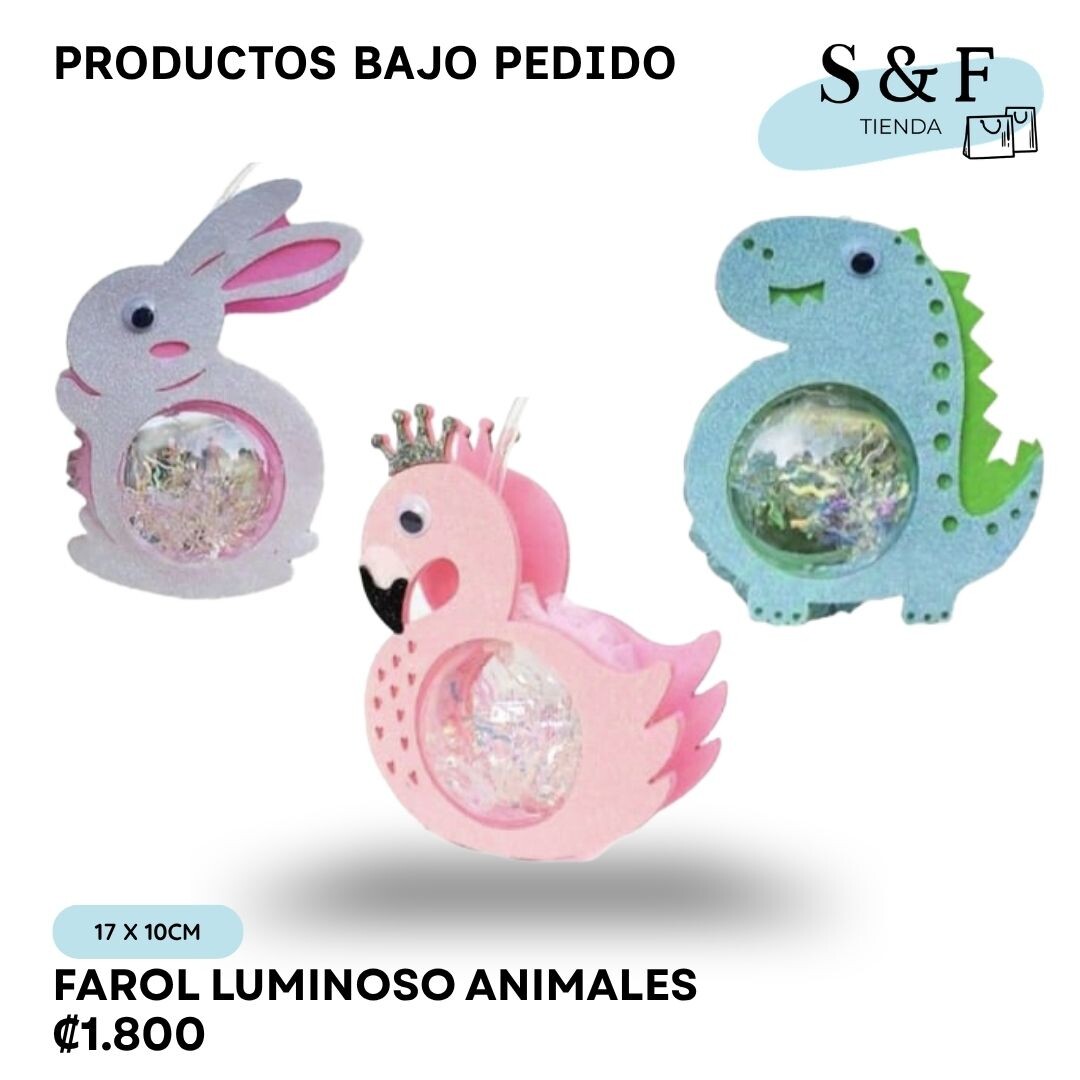 PRODUCTOS BAJO PEDIDO
S & F
TIENDA
17 X 10CM
FAROL LUMINOSO ANIMALES
₡1.800